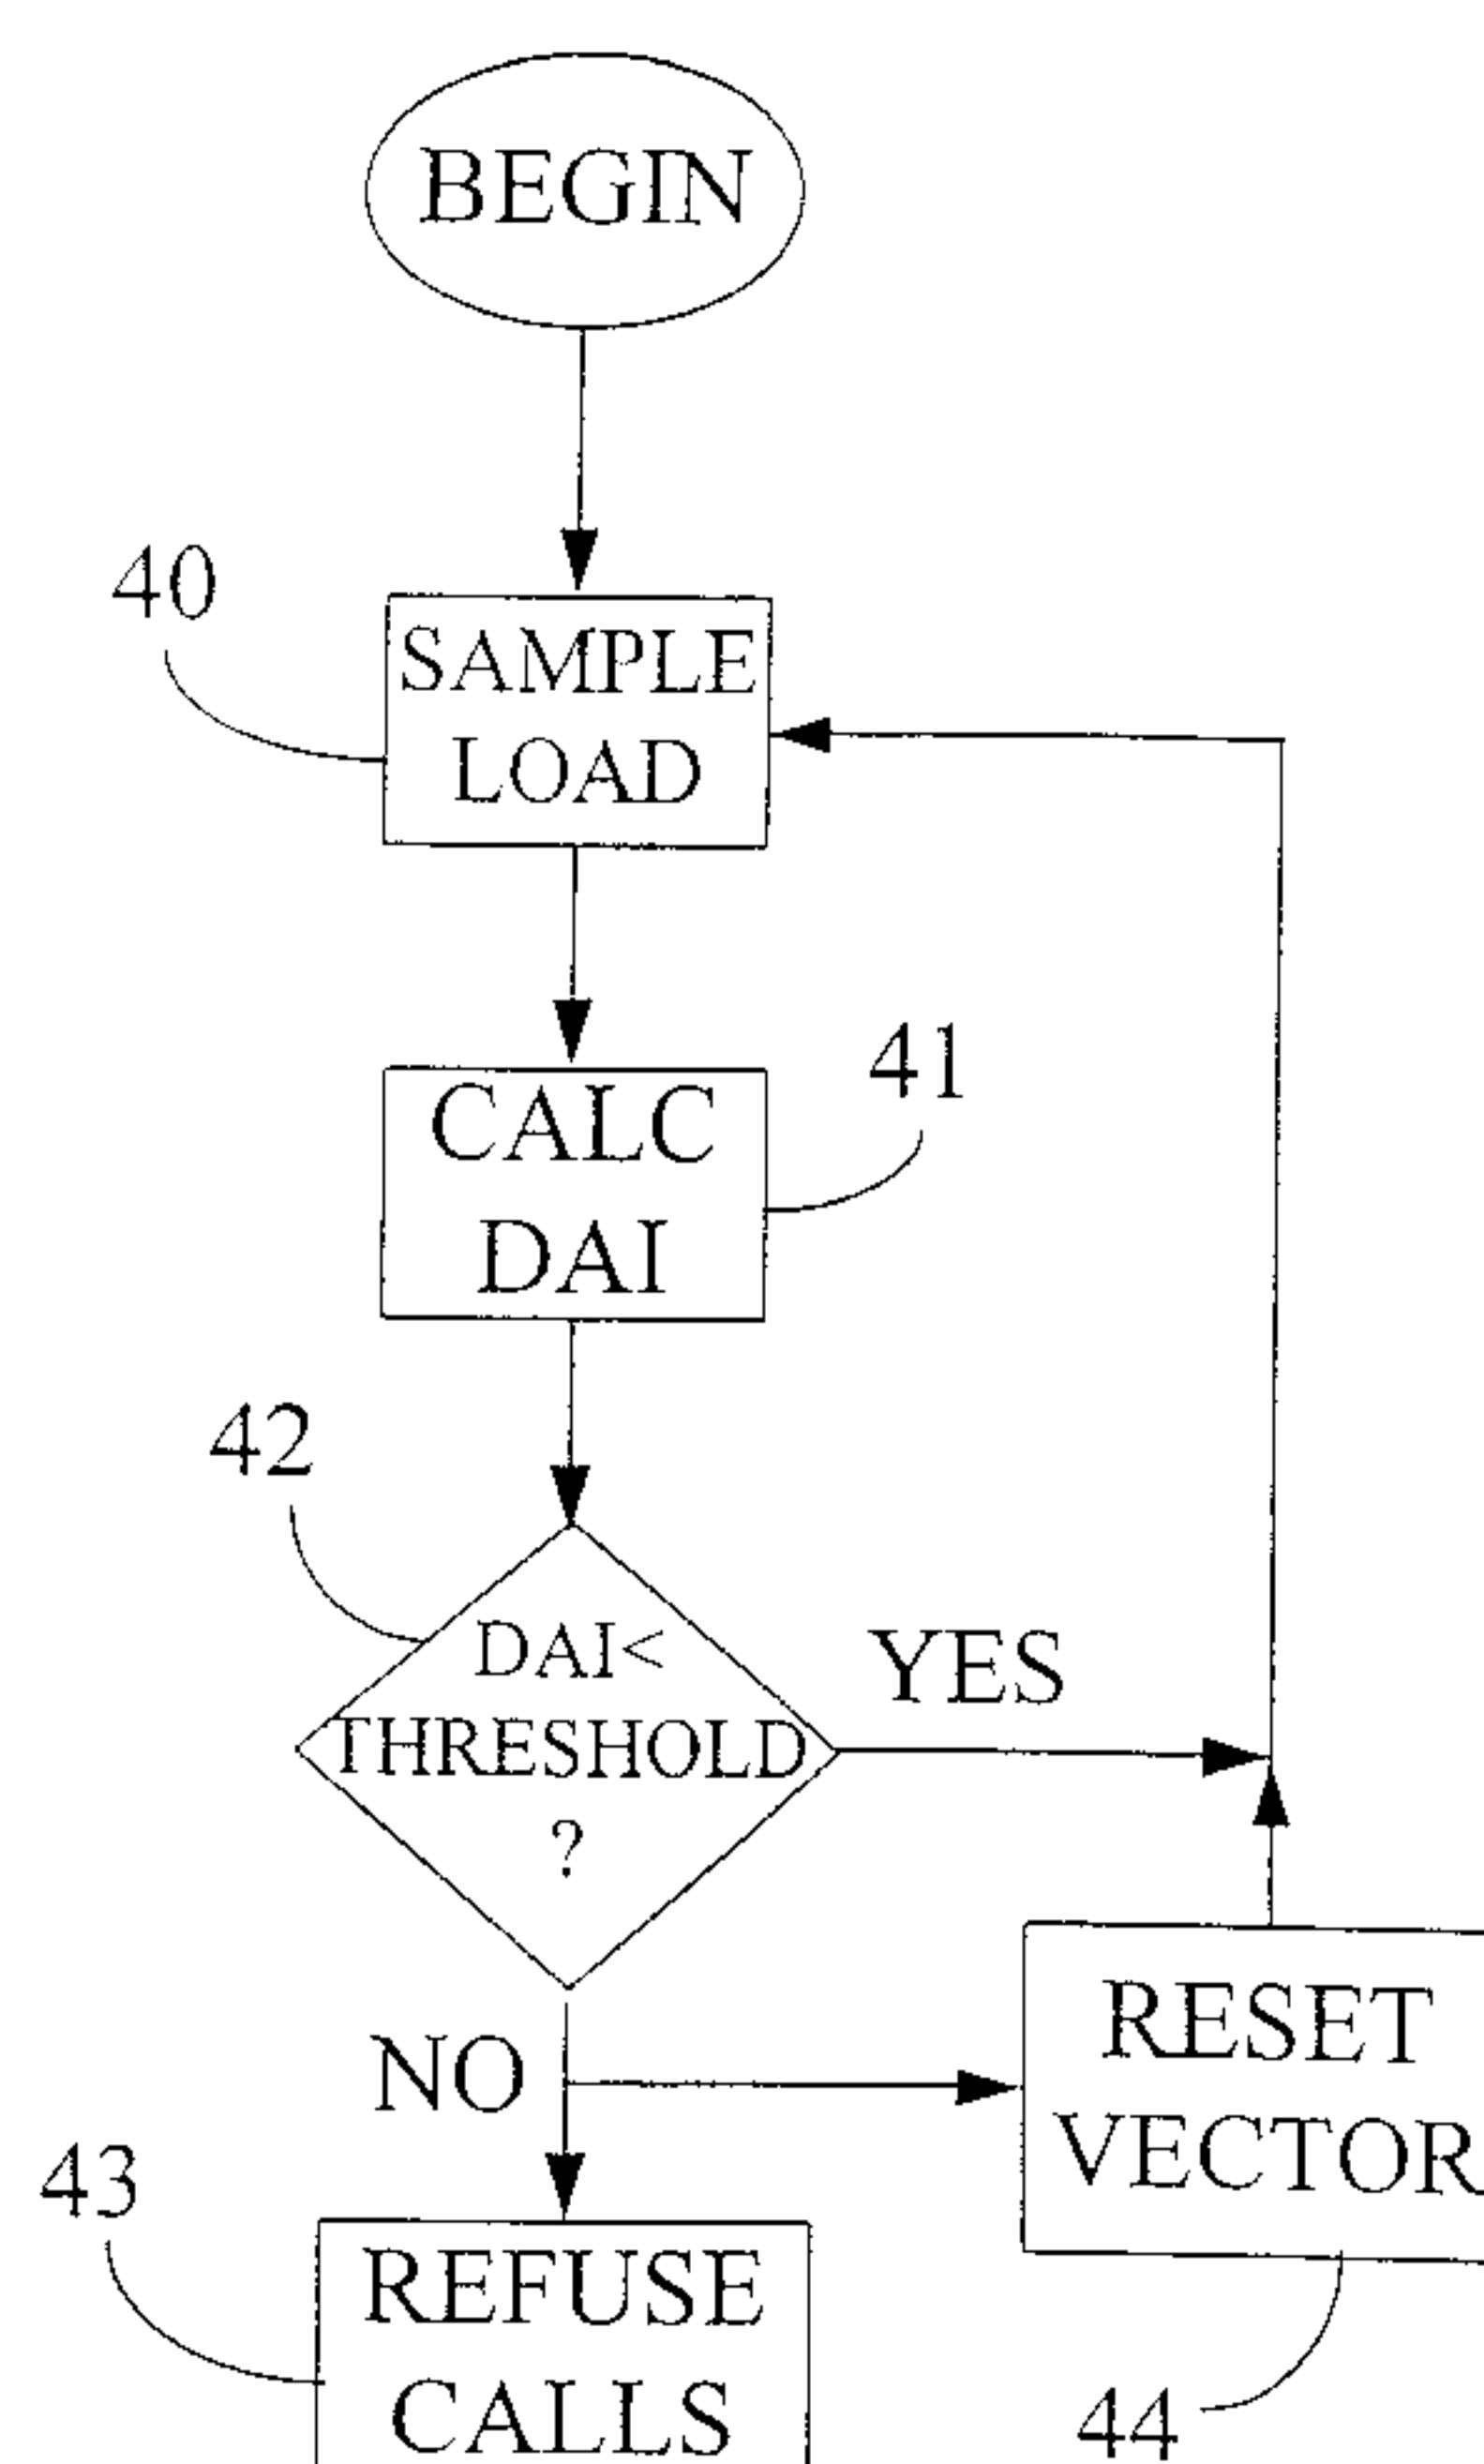 BEGIN
40
SAMPLE
LOAD
41
CALC
DAI
42
DAI<
THRESHOLD
?
YES
NO
RESET
VECTOR
43
REFUSE
CALLS
44